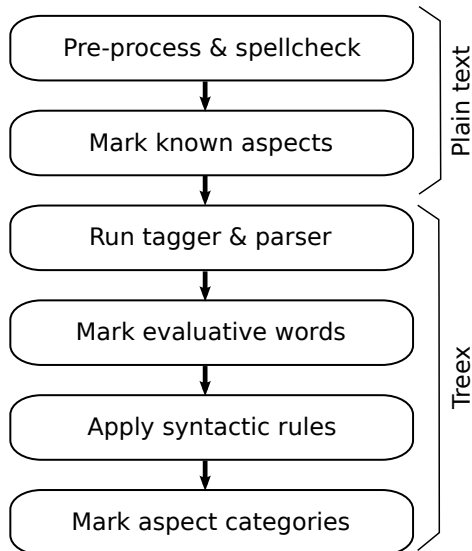 Pre-process & spellcheck
Mark known aspects
Plain text
Run tagger & parser
Mark evaluative words
Apply syntactic rules
Mark aspect categories
Treex